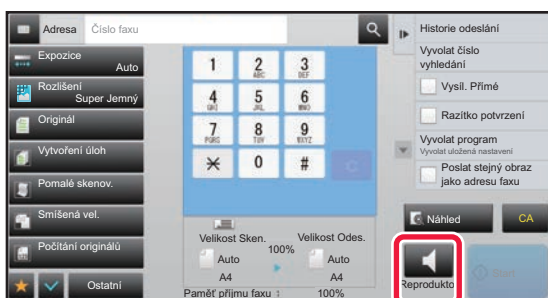 Adresa
Číslo faxu
Expozice
Auto
Rozlišení
Super Jemný
Originál
Vytvoření úloh
Pomalé skenov.
Smíšená vel.
Počítání originálů
Ostatní
1
2
ABC
3
DEF
4
GHI
5
JKL
6
MNO
7
PQRS
8
TUV
9
WXYZ
0
#
C
Velikost Sken.
100%
Velikost Odes.
Auto
Auto
A4
A4
Paměť příjmu faxu :
100%
Historie odeslání
Vyvolat číslo
vyhledání
Vysíl. Přímé
Razítko potvrzení
Vyvolat program
Vyvolat uložená nastavení
Poslat stejný obraz
jako adresu faxu
Náhled
CA
Reprodukto
Start